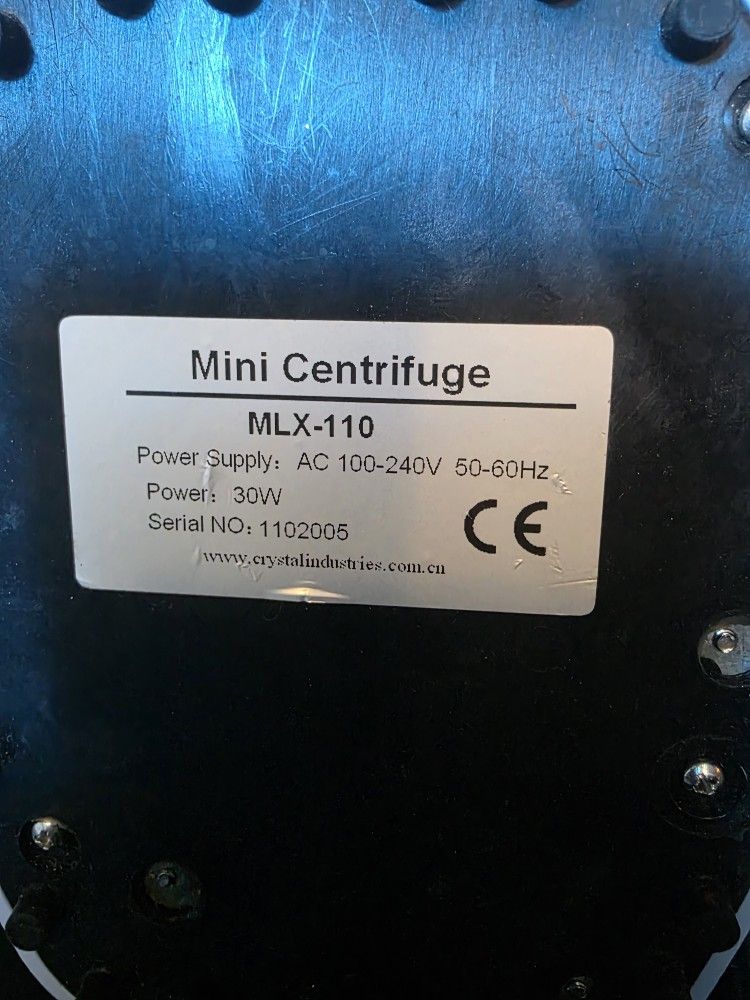 Mini Centrifuge
MLX-110
Power Supply: AC 100-240V 50-60Hz
Power: 30W
Serial NO: 1102005
CE
www.crystalindustries.com.cn